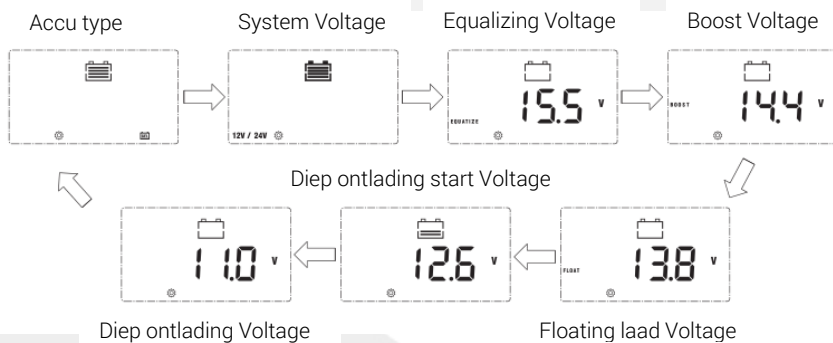 Accu type
System Voltage
Equalizing Voltage
Boost Voltage
12V / 24V
EQUATIZE
15.5 V
BOOST
14.4 V
Diep ontlading start Voltage
11.0 V
12.6 V
FLOAT
13.8 V
Diep ontlading Voltage
Floating laad Voltage